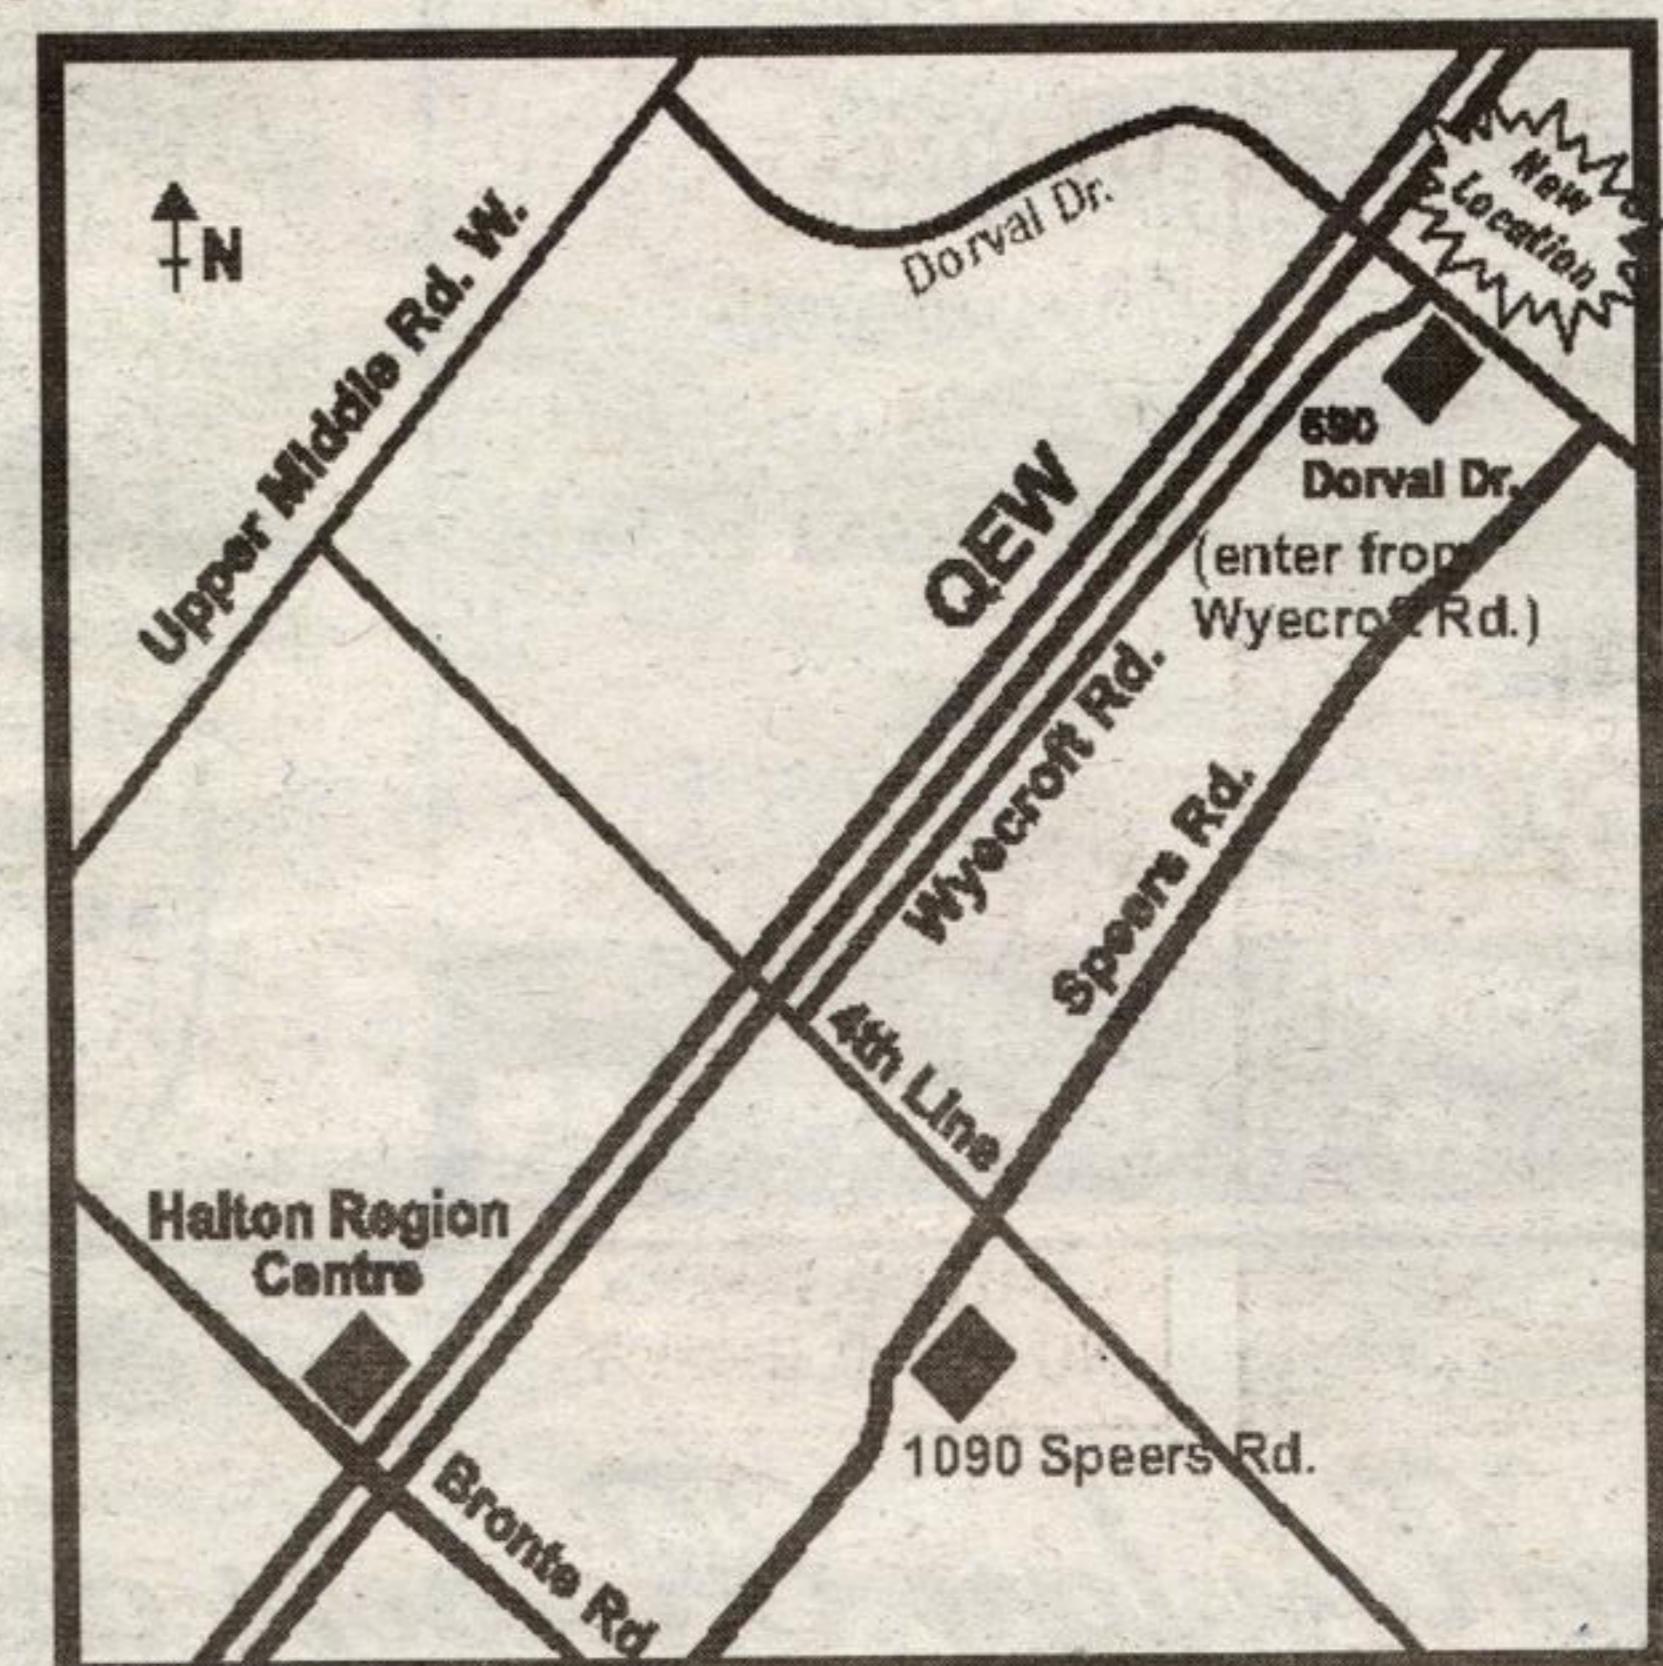 N
Upper Middle Rd. W.
Dorval Dr.
New
Location
QEW
Dorval Dr.
(enter from
Wyecroft Rd.)
Wyecroft Rd.
Speers Rd.
4th Line
Halton Region
Centre
1090 Speers Rd.
Bronte Rd